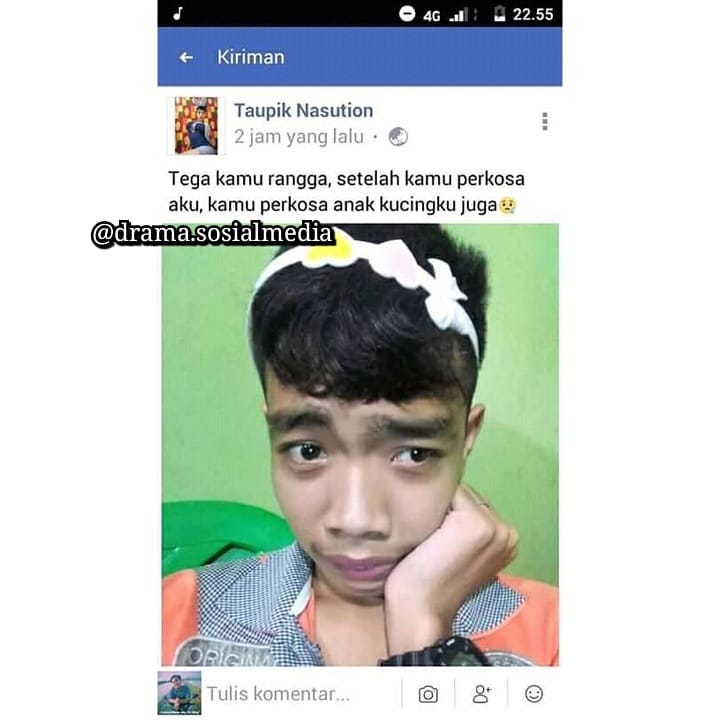 4G 22.55
Kiriman
Taupik Nasution
2 jam yang lalu ·
Tega kamu rangga, setelah kamu perkosa
aku, kamu perkosa anak kucingku juga😢
@drama.sosialmedia
ORIGINA
Tulis komentar...